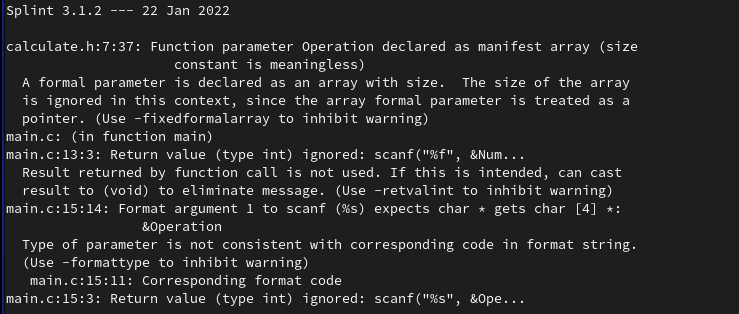 Splint 3.1.2 --- 22 Jan 2022

calculate.h:7:37: Function parameter Operation declared as manifest array (size
                     constant is meaningless)
  A formal parameter is declared as an array with size.  The size of the array
  is ignored in this context, since the array formal parameter is treated as a
  pointer. (Use -fixedformalarray to inhibit warning)
main.c: (in function main)
main.c:13:3: Return value (type int) ignored: scanf("%f", &Num...
  Result returned by function call is not used. If this is intended, can cast
  result to (void) to eliminate message. (Use -retvalint to inhibit warning)
main.c:15:14: Format argument 1 to scanf (%s) expects char * gets char [4] *:
                 &Operation
  Type of parameter is not consistent with corresponding code in format string.
  (Use -formattype to inhibit warning)
   main.c:15:11: Corresponding format code
main.c:15:3: Return value (type int) ignored: scanf("%s", &Ope...